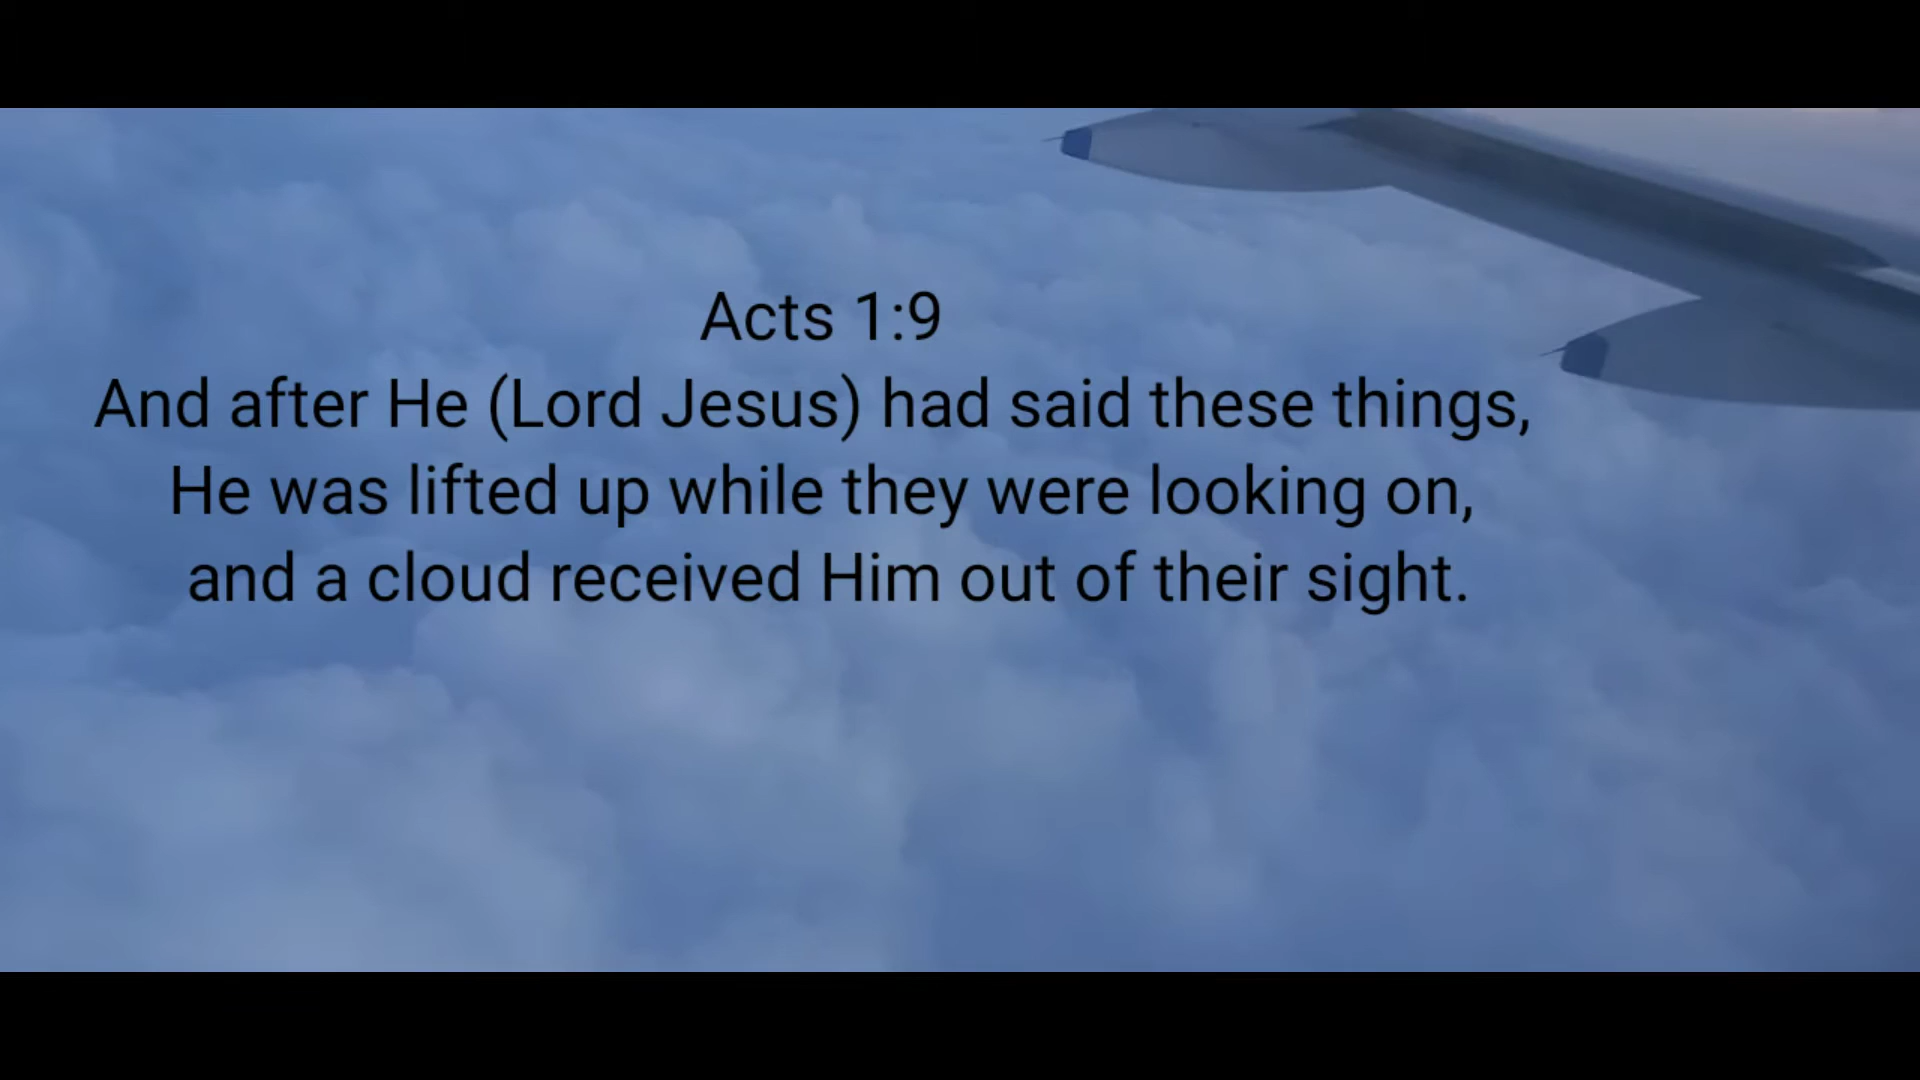 Acts 1:9
And after He (Lord Jesus) had said these things,
He was lifted up while they were looking on,
and a cloud received Him out of their sight.